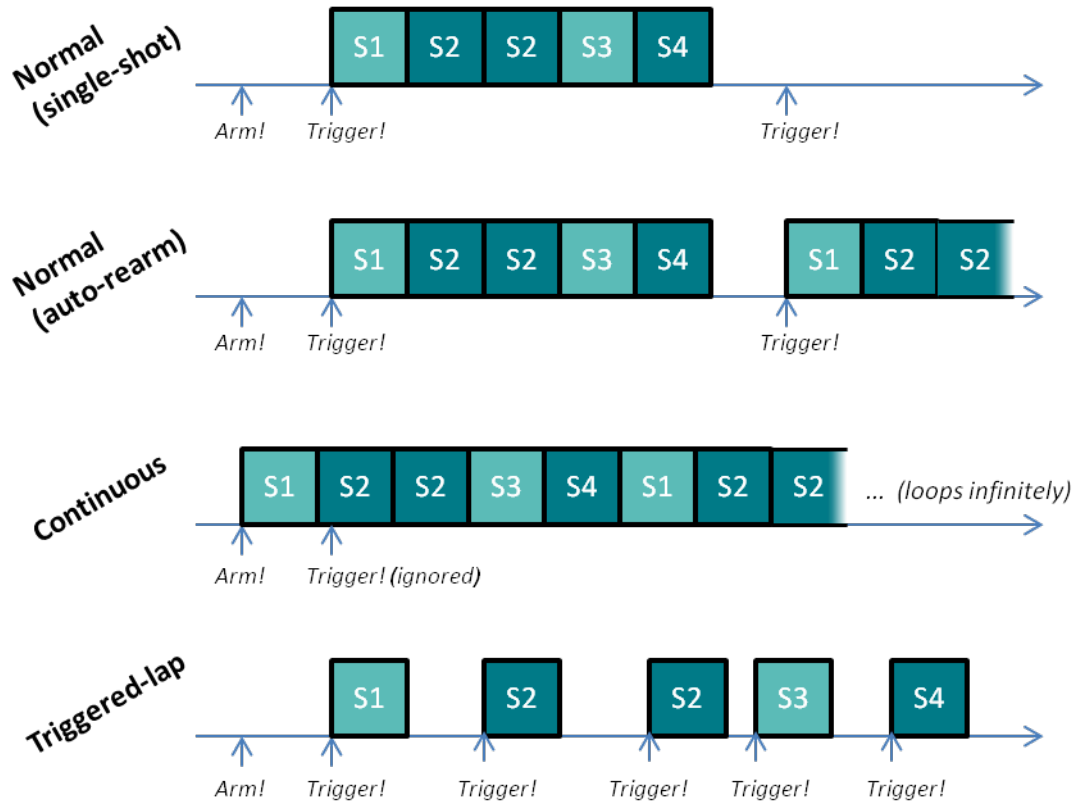 Normal
(single-shot)
S1 S2 S2 S3 S4
Arm! Trigger! Trigger!
Normal
(auto-rearm)
S1 S2 S2 S3 S4 S1 S2 S2
Arm! Trigger! Trigger!
Continuous
S1 S2 S2 S3 S4 S1 S2 S2 ... (loops infinitely)
Arm! Trigger! (ignored)
Triggered-lap
S1 S2 S2 S3 S4
Arm! Trigger! Trigger! Trigger! Trigger! Trigger!